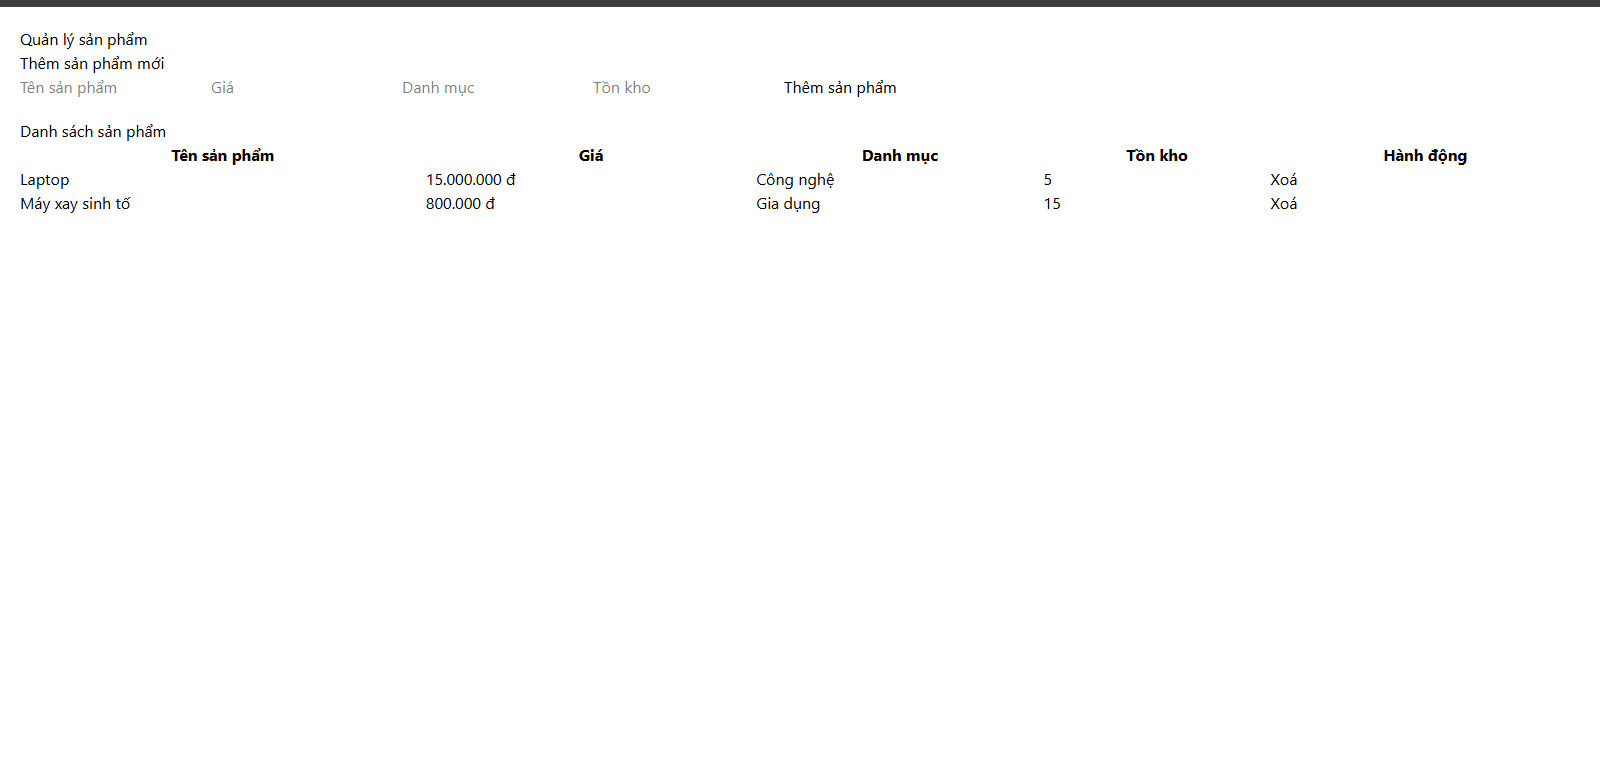 Quản lý sản phẩm
Thêm sản phẩm mới
Tên sản phẩm Giá Danh mục Tồn kho Thêm sản phẩm
Danh sách sản phẩm
Tên sản phẩm Giá Danh mục Tồn kho Hành động
Laptop 15.000.000 đ Công nghệ 5 Xoá
Máy xay sinh tố 800.000 đ Gia dụng 15 Xoá